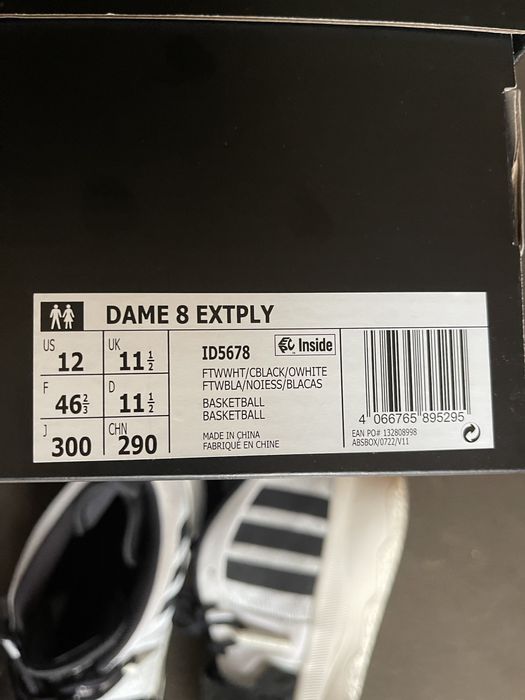 DAME 8 EXTPLY
US 12
UK 11 1/2
F 46 2/3
D 11 1/2
J 300
CHN 290
ID5678
Inside
FTWWHT/CBLACK/OWHITE
FTWBLA/NOIESS/BLACAS
BASKETBALL
BASKETBALL
MADE IN CHINA
FABRIQUÉ EN CHINE
4 066765 895295
EAN PO# 132808998
ABSBOX/0722/V11